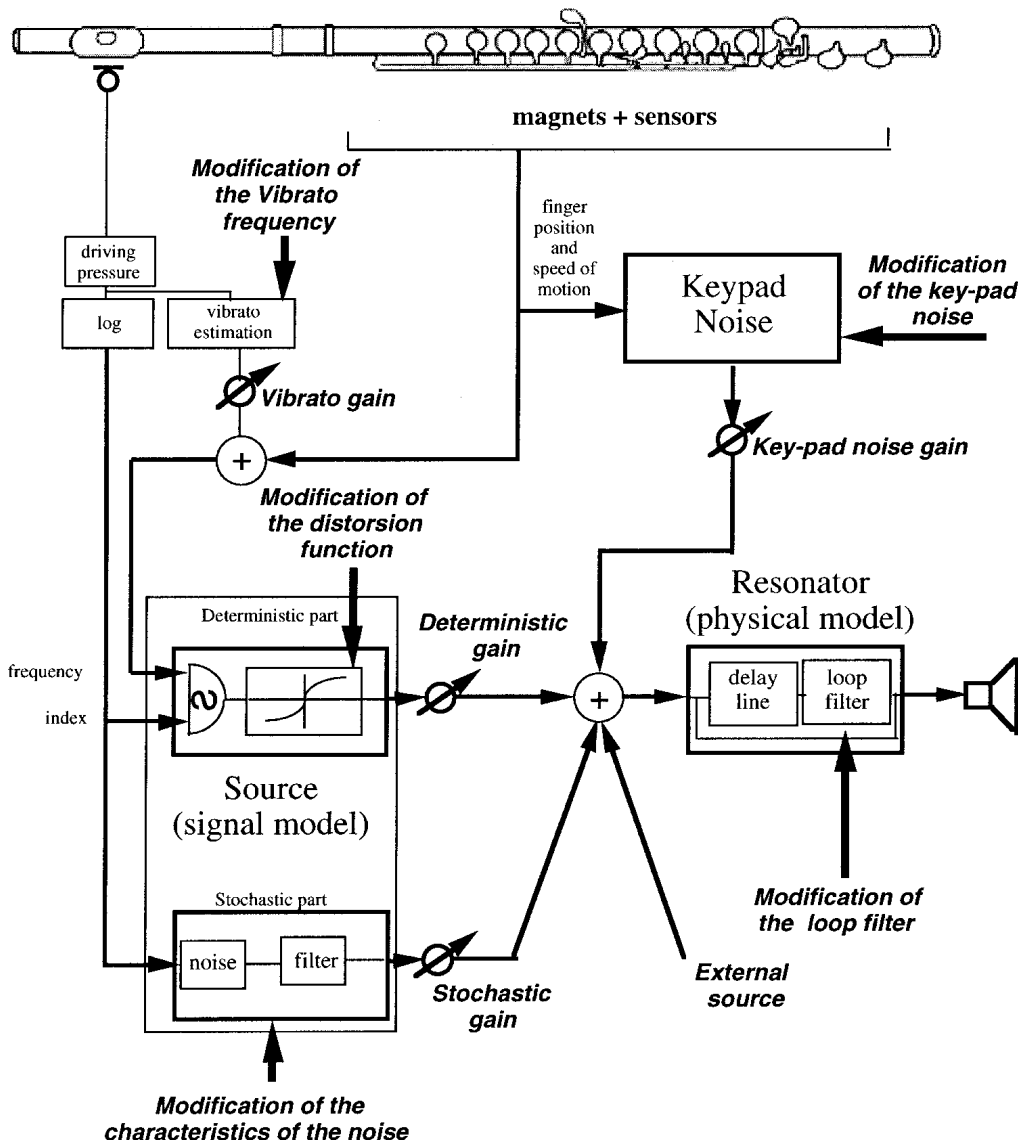 magnets + sensors
Modification of
the Vibrato
frequency
finger
position
and
speed of
motion
driving
pressure
log
vibrato
estimation
Keypad
Noise
Modification
of the key-pad
noise
Vibrato gain
+
Key-pad noise gain
Modification of
the distorsion
function
Deterministic part
Deterministic
gain
Resonator
(physical model)
frequency
index
+
delay
line
loop
filter
Source
(signal model)
Stochastic part
noise
filter
Stochastic
gain
External
source
Modification of
the loop filter
Modification of the
characteristics of the noise